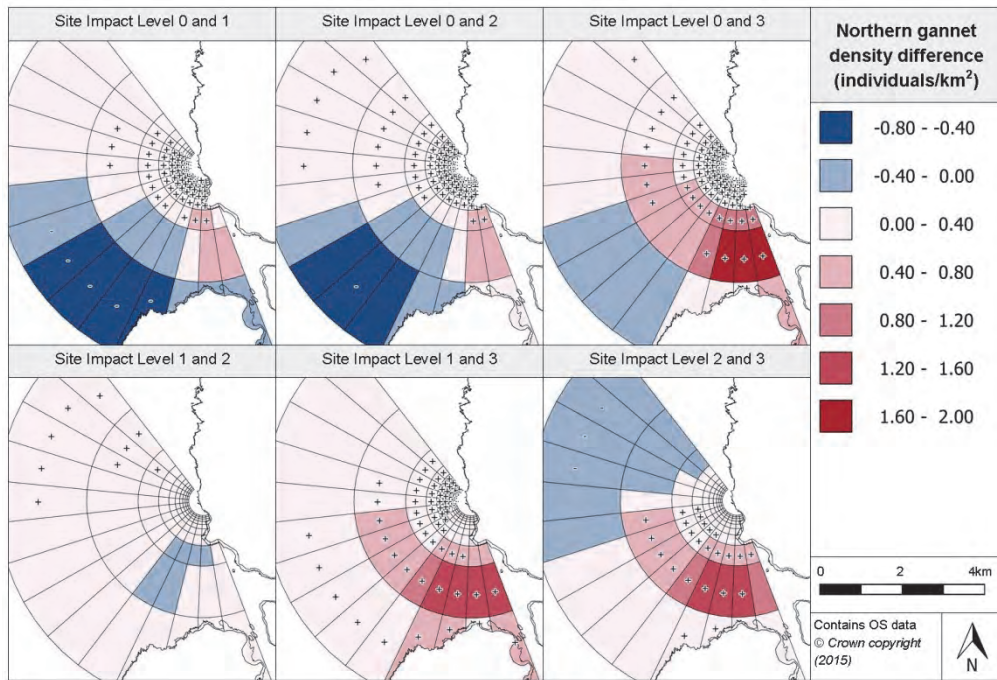 Site Impact Level 0 and 1
Site Impact Level 0 and 2
Site Impact Level 0 and 3
Northern gannet
density difference
(individuals/km²)
-0.80 - -0.40
-0.40 - 0.00
0.00 - 0.40
0.40 - 0.80
0.80 - 1.20
1.20 - 1.60
1.60 - 2.00
Site Impact Level 1 and 2
Site Impact Level 1 and 3
Site Impact Level 2 and 3
0 2 4km
Contains OS data
© Crown copyright
(2015)
N